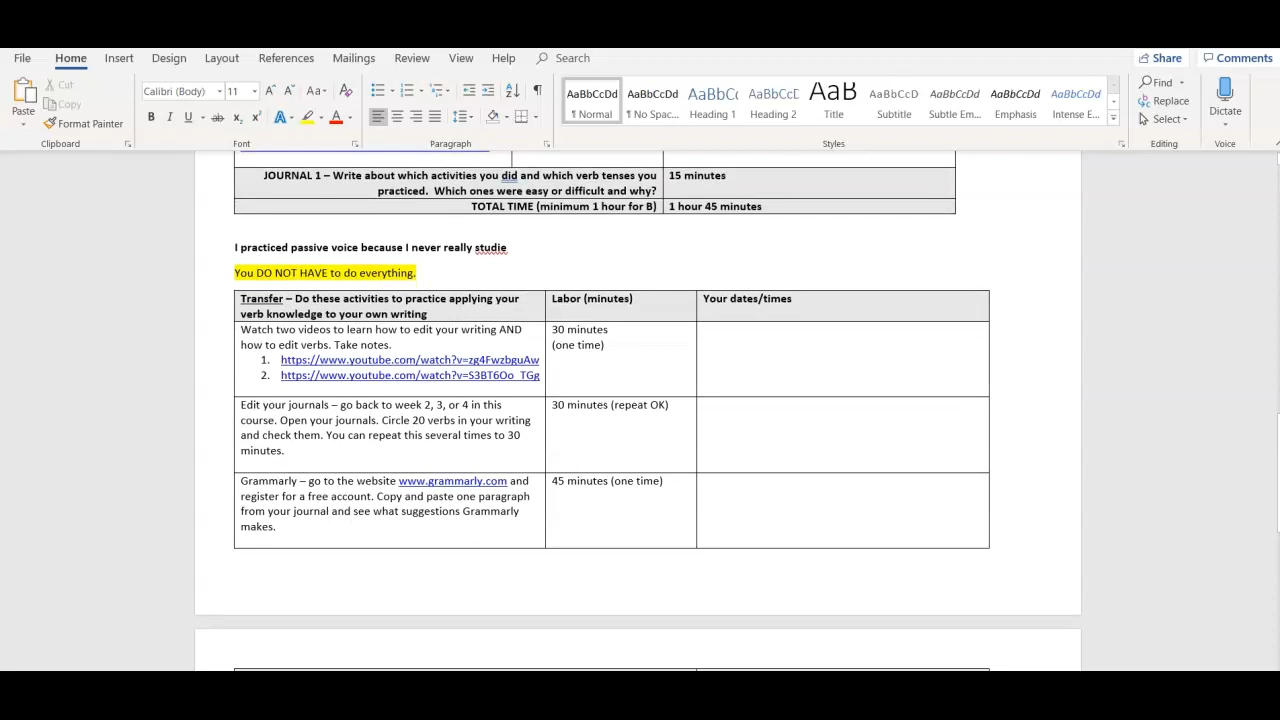 File Home Insert Design Layout References Mailings Review View Help Search Share Comments
Paste
Cut
Copy
Format Painter
Clipboard
Calibri (Body) 11
Font
Paragraph
AaBbCcDd AaBbCcDd AaBbCc AaBbCcE AaB AaBbCcD AaBbCcDd AaBbCcDd AaBbCcDd
¶ Normal ¶ No Spac... Heading 1 Heading 2 Title Subtitle Subtle Em... Emphasis Intense E...
Styles
Find
Replace
Select
Editing
Dictate
Voice
JOURNAL 1 – Write about which activities you did and which verb tenses you
practiced. Which ones were easy or difficult and why?
15 minutes
TOTAL TIME (minimum 1 hour for B) 1 hour 45 minutes
I practiced passive voice because I never really studie
You DO NOT HAVE to do everything.
Transfer – Do these activities to practice applying your
verb knowledge to your own writing
Labor (minutes)
Your dates/times
Watch two videos to learn how to edit your writing AND
how to edit verbs. Take notes.
1. https://www.youtube.com/watch?v=zg4FwzbguAw
2. https://www.youtube.com/watch?v=S3BT6Oo_TGg
30 minutes
(one time)
Edit your journals – go back to week 2, 3, or 4 in this
course. Open your journals. Circle 20 verbs in your writing
and check them. You can repeat this several times to 30
minutes.
30 minutes (repeat OK)
Grammarly – go to the website www.grammarly.com and
register for a free account. Copy and paste one paragraph
from your journal and see what suggestions Grammarly
makes.
45 minutes (one time)